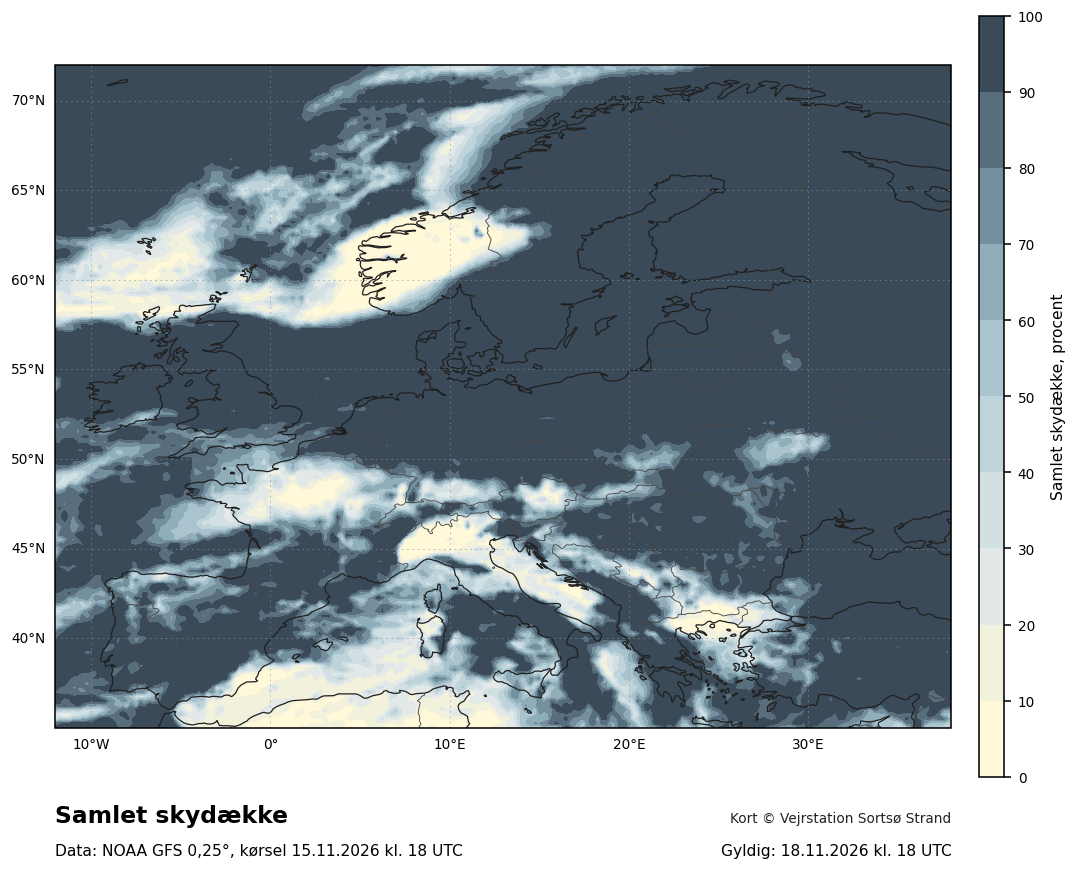 100
90
80
70
60
50
40
30
20
10
0
Samlet skydække, procent
70°N
65°N
60°N
55°N
50°N
45°N
40°N
10°W
0°
10°E
20°E
30°E
Samlet skydække
Kort © Vejrstation Sortsø Strand
Data: NOAA GFS 0,25°, kørsel 15.11.2026 kl. 18 UTC
Gyldig: 18.11.2026 kl. 18 UTC